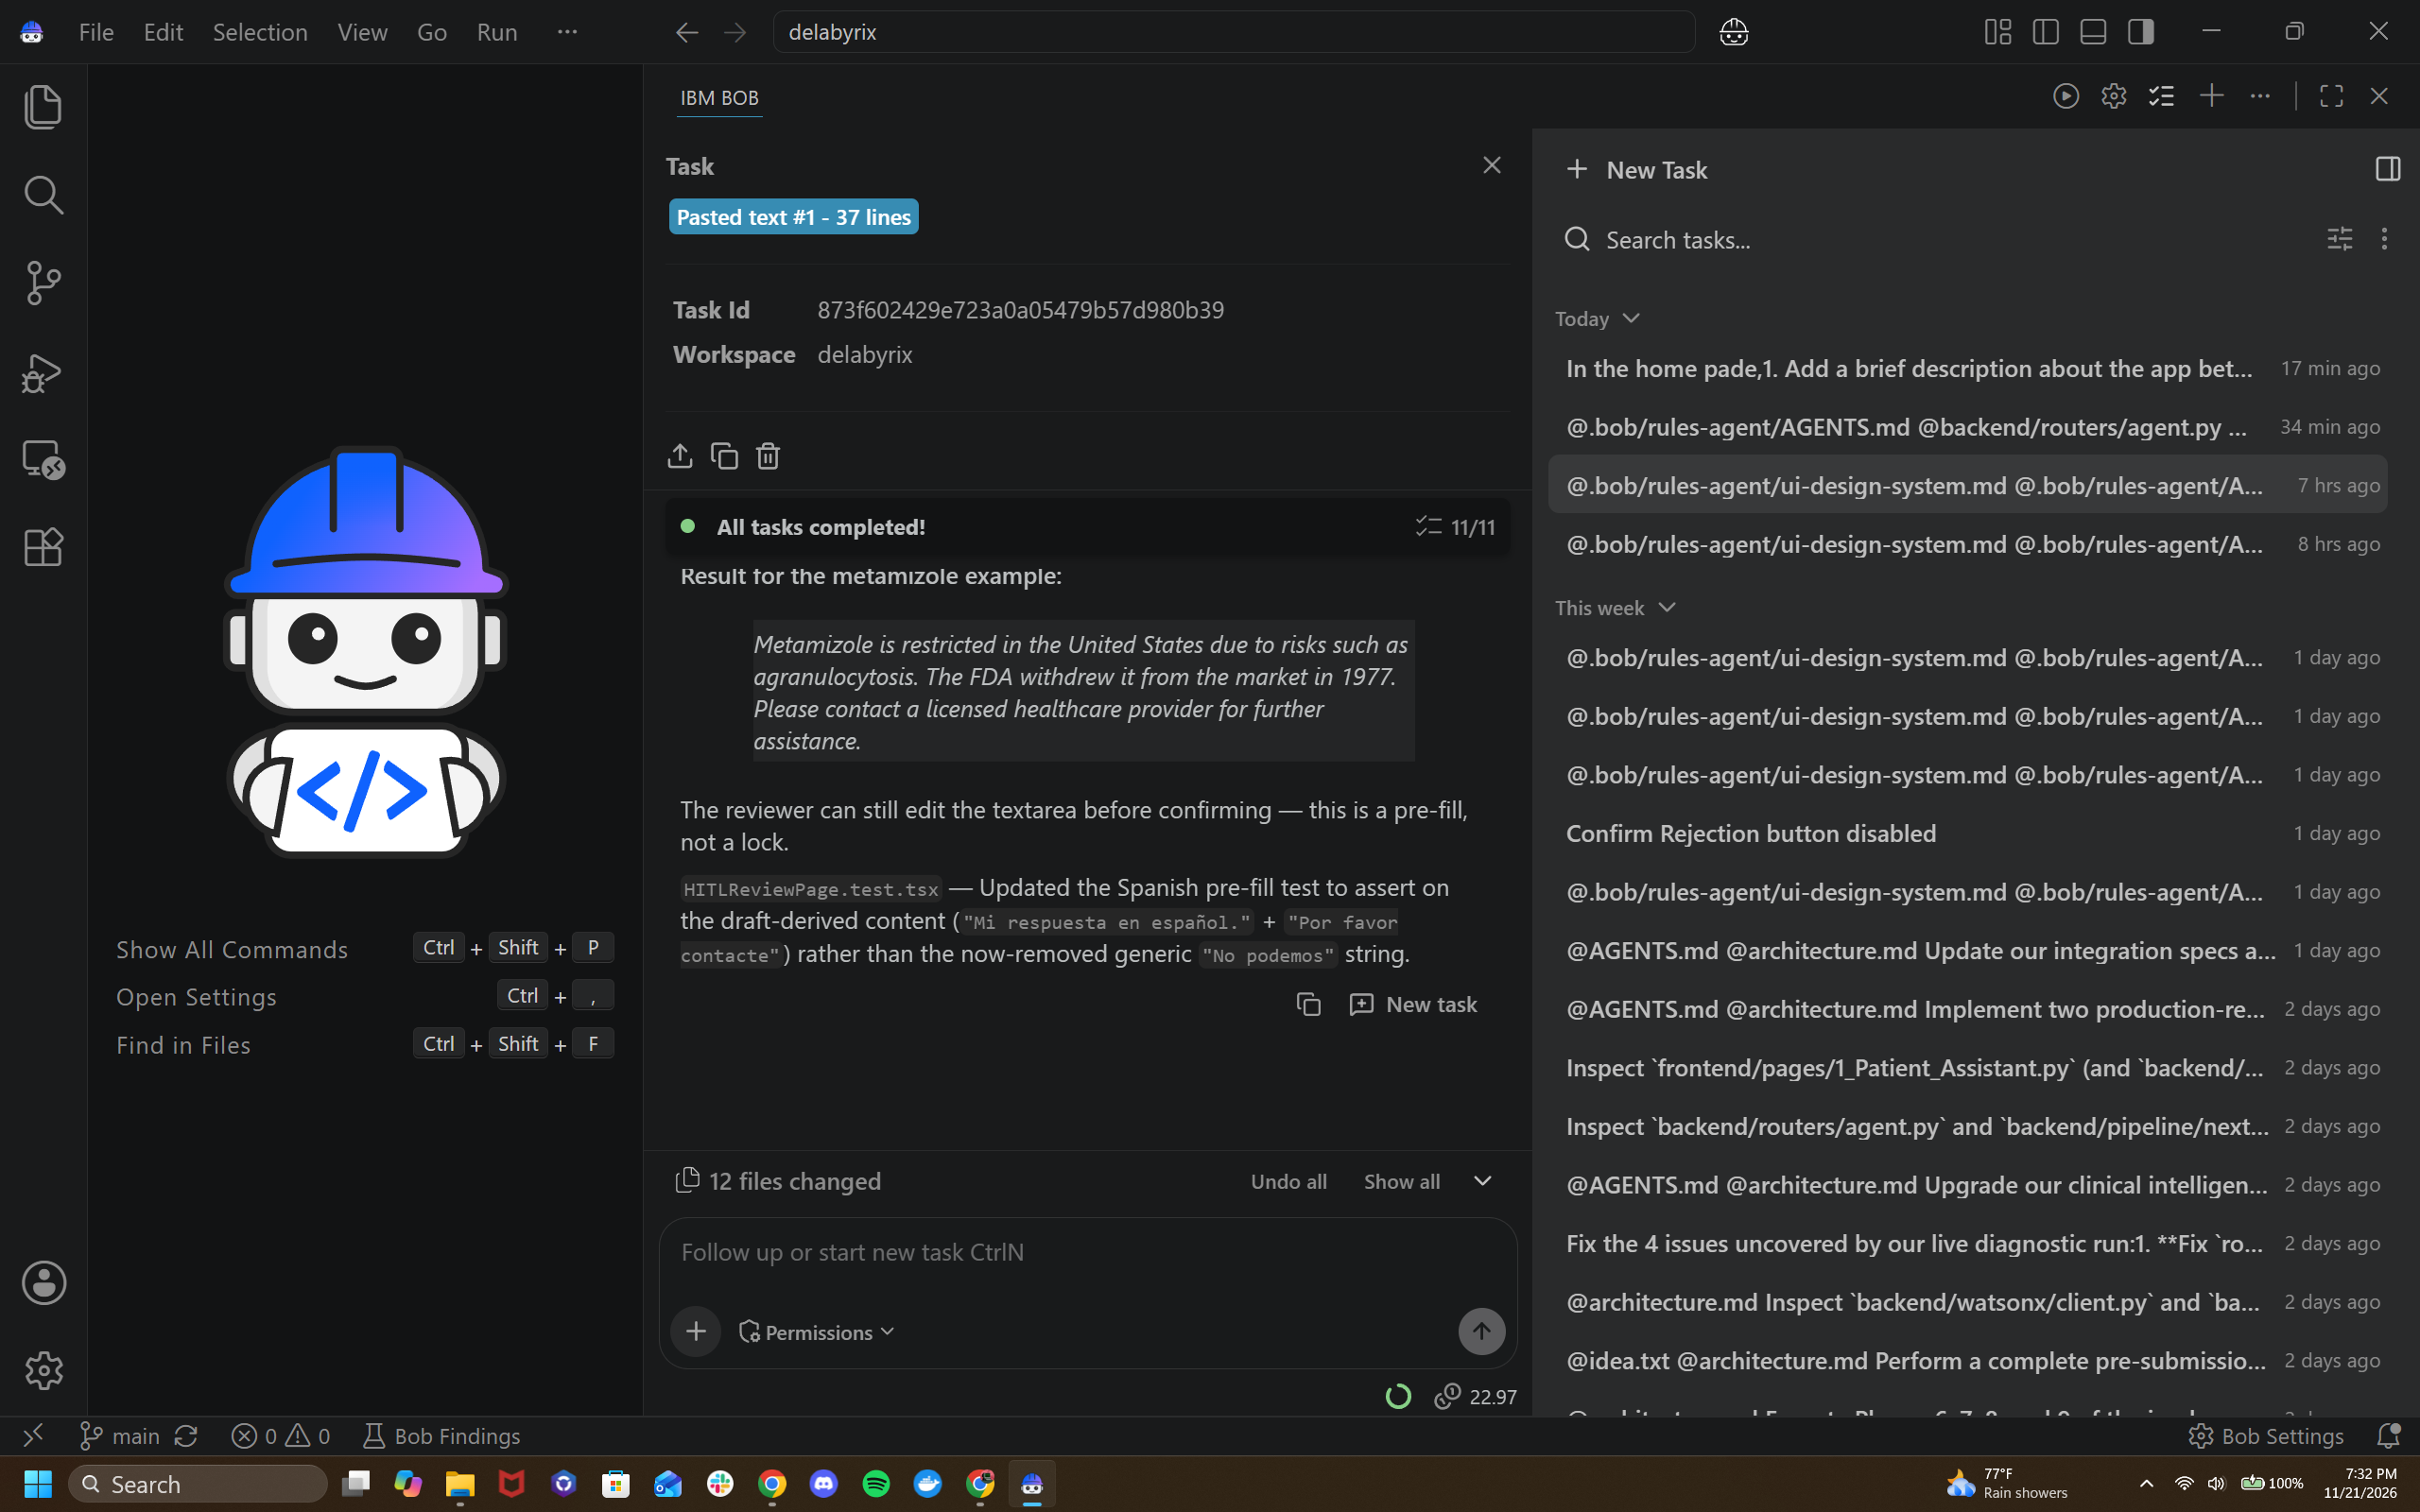 File Edit Selection View Go Run ···
delabyrix
IBM BOB
Task
Pasted text #1 - 37 lines
Task Id 873f602429e723a0a05479b57d980b39
Workspace delabyrix
All tasks completed! 11/11
Result for the metamizole example:
Metamizole is restricted in the United States due to risks such as
agranulocytosis. The FDA withdrew it from the market in 1977.
Please contact a licensed healthcare provider for further
assistance.
The reviewer can still edit the textarea before confirming — this is a pre-fill,
not a lock.
HITLReviewPage.test.tsx — Updated the Spanish pre-fill test to assert on
the draft-derived content ("Mi respuesta en español." + "Por favor
contacte") rather than the now-removed generic "No podemos" string.
New task
12 files changed Undo all Show all
Follow up or start new task CtrlN
Permissions
22.97
Show All Commands Ctrl + Shift + P
Open Settings Ctrl + ,
Find in Files Ctrl + Shift + F
New Task
Search tasks...
Today
In the home pade,1. Add a brief description about the app bet... 17 min ago
@.bob/rules-agent/AGENTS.md @backend/routers/agent.py ... 34 min ago
@.bob/rules-agent/ui-design-system.md @.bob/rules-agent/A... 7 hrs ago
@.bob/rules-agent/ui-design-system.md @.bob/rules-agent/A... 8 hrs ago
This week
@.bob/rules-agent/ui-design-system.md @.bob/rules-agent/A... 1 day ago
@.bob/rules-agent/ui-design-system.md @.bob/rules-agent/A... 1 day ago
@.bob/rules-agent/ui-design-system.md @.bob/rules-agent/A... 1 day ago
Confirm Rejection button disabled 1 day ago
@.bob/rules-agent/ui-design-system.md @.bob/rules-agent/A... 1 day ago
@AGENTS.md @architecture.md Update our integration specs a... 1 day ago
@AGENTS.md @architecture.md Implement two production-re... 2 days ago
Inspect `frontend/pages/1_Patient_Assistant.py` (and `backend/... 2 days ago
Inspect `backend/routers/agent.py` and `backend/pipeline/next... 2 days ago
@AGENTS.md @architecture.md Upgrade our clinical intelligen... 2 days ago
Fix the 4 issues uncovered by our live diagnostic run:1. **Fix `ro... 2 days ago
@architecture.md Inspect `backend/watsonx/client.py` and `ba... 2 days ago
@idea.txt @architecture.md Perform a complete pre-submissio... 2 days ago
main 0 0 Bob Findings Bob Settings
Search
77°F
Rain showers
100%
7:32 PM
11/21/2026